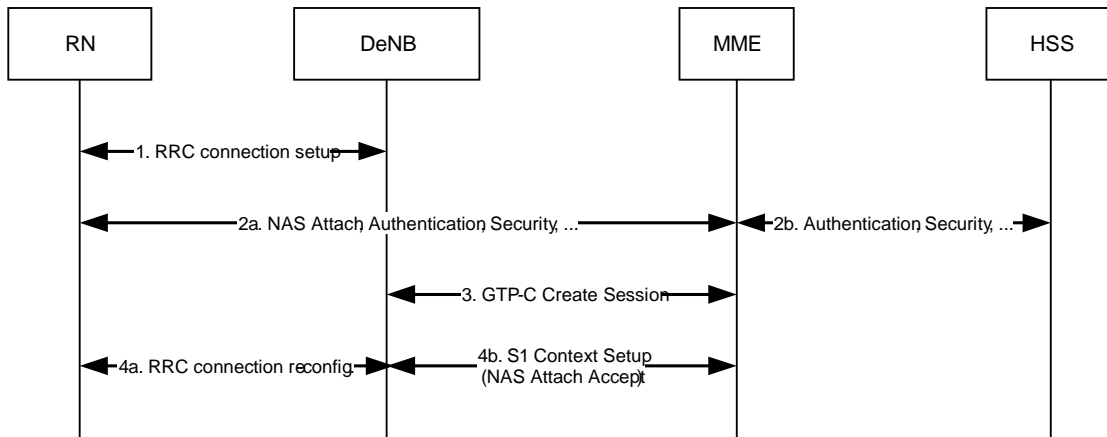 RN
DeNB
MME
HSS
1. RRC connection setup
2a. NAS Attach, Authentication, Security, ...
2b. Authentication, Security, ...
3. GTP-C Create Session
4a. RRC connection reconfig.
4b. S1 Context Setup
(NAS Attach Accept)